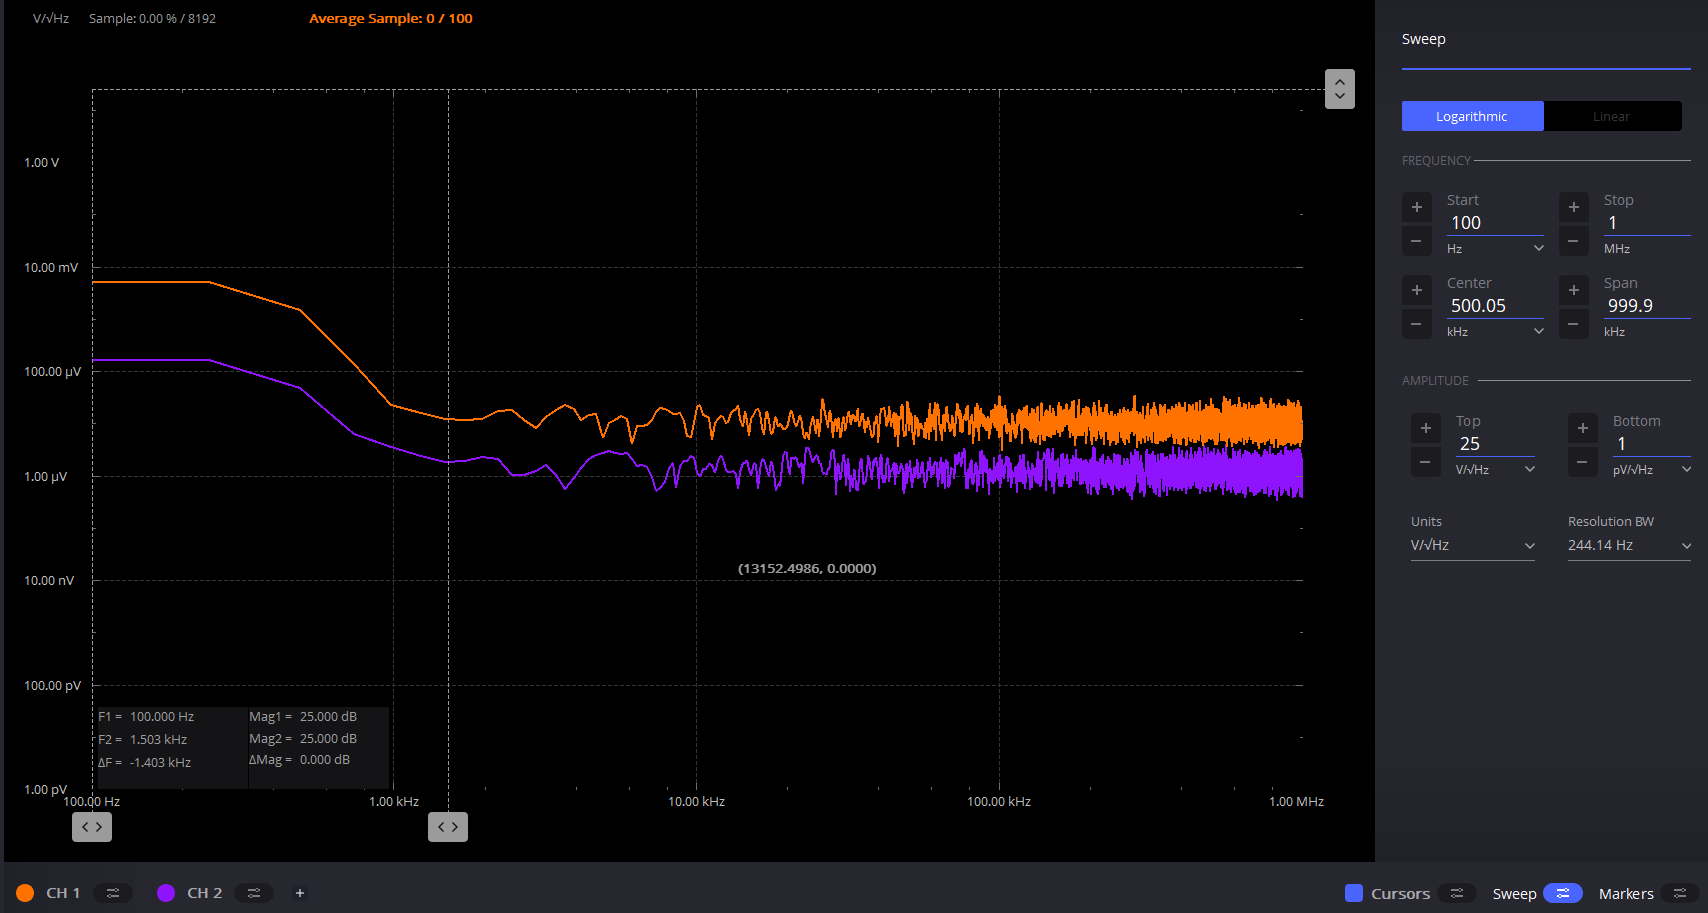 V/√Hz Sample: 0.00 % / 8192 Average Sample: 0 / 100
1.00 V
10.00 mV
100.00 µV
1.00 µV
10.00 nV
100.00 pV
1.00 pV
(13152.4986, 0.0000)
F1 = 100.000 Hz Mag1 = 25.000 dB
F2 = 1.503 kHz Mag2 = 25.000 dB
ΔF = -1.403 kHz ΔMag = 0.000 dB
100.00 Hz 1.00 kHz 10.00 kHz 100.00 kHz 1.00 MHz
Sweep
Logarithmic Linear
FREQUENCY
Start Stop
100 1
Hz MHz
Center Span
500.05 999.9
kHz kHz
AMPLITUDE
Top Bottom
25 1
V/√Hz pV/√Hz
Units Resolution BW
V/√Hz 244.14 Hz
CH 1 CH 2 + Cursors Sweep Markers